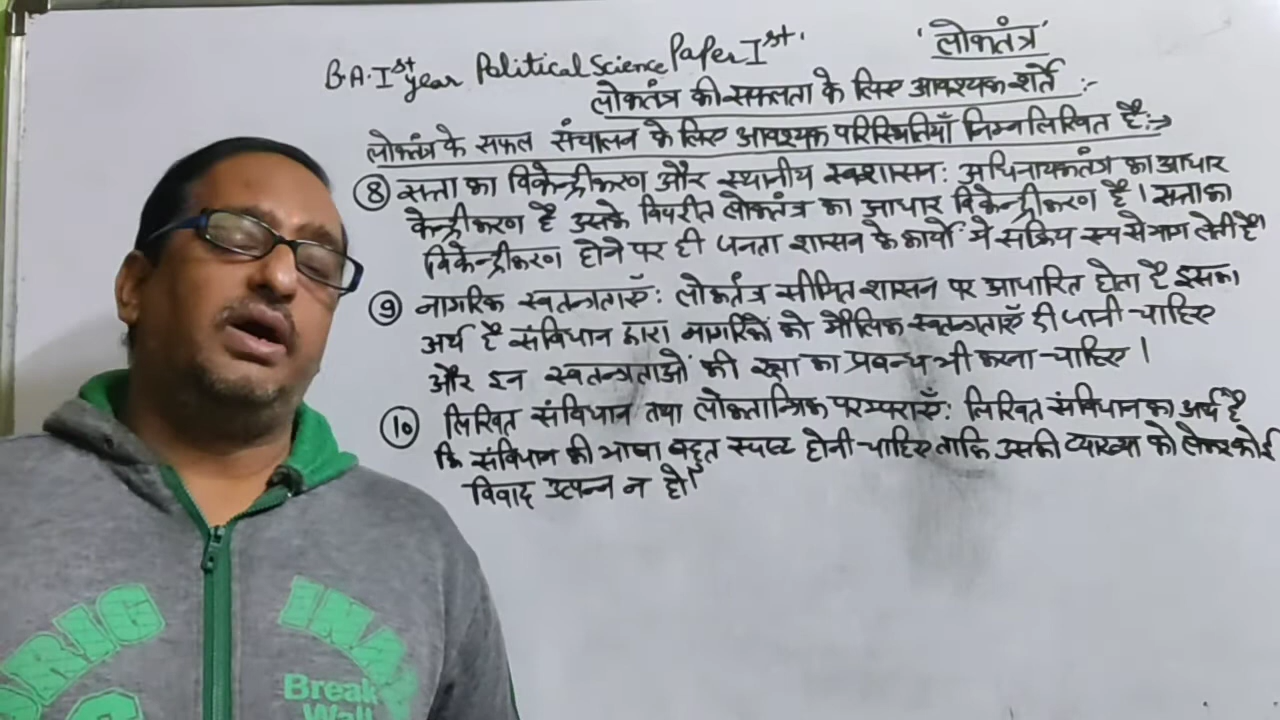 'लोकतंत्र'
B.A. Ist year Political Science Paper Ist.
लोकतंत्र की सफलता के लिए आवश्यक शर्ते :-
लोकतंत्र के सफल संचालन के लिए आवश्यक परिस्थितियाँ निम्नलिखित है:→
⑧ सत्ता का विकेन्द्रीकरण और स्थानीय स्वशासन: अधिनायकतंत्र का आधार
केन्द्रीकरण है उसके विपरीत लोकतंत्र का आधार विकेन्द्रीकरण है। सत्ता का
विकेन्द्रीकरण होने पर ही जनता शासन के कार्यों में सक्रिय रूप से भाग लेती है।
⑨ नागरिक स्वतन्त्रताएँ: लोकतंत्र सीमित शासन पर आधारित होता है इसका
अर्थ है संविधान द्वारा नागरिकों को मौलिक स्वतन्त्रताएँ दी जानी चाहिए
और इन स्वतन्त्रताओं की रक्षा का प्रबन्ध भी करना चाहिए।
⑩ लिखित संविधान तथा लोकतान्त्रिक परम्पराएँ: लिखित संविधान का अर्थ है
कि संविधान की भाषा बहुत स्पष्ट होनी चाहिए ताकि उसकी व्याख्या को लेकर कोई
विवाद उत्पन्न न हो।
Break
Wall